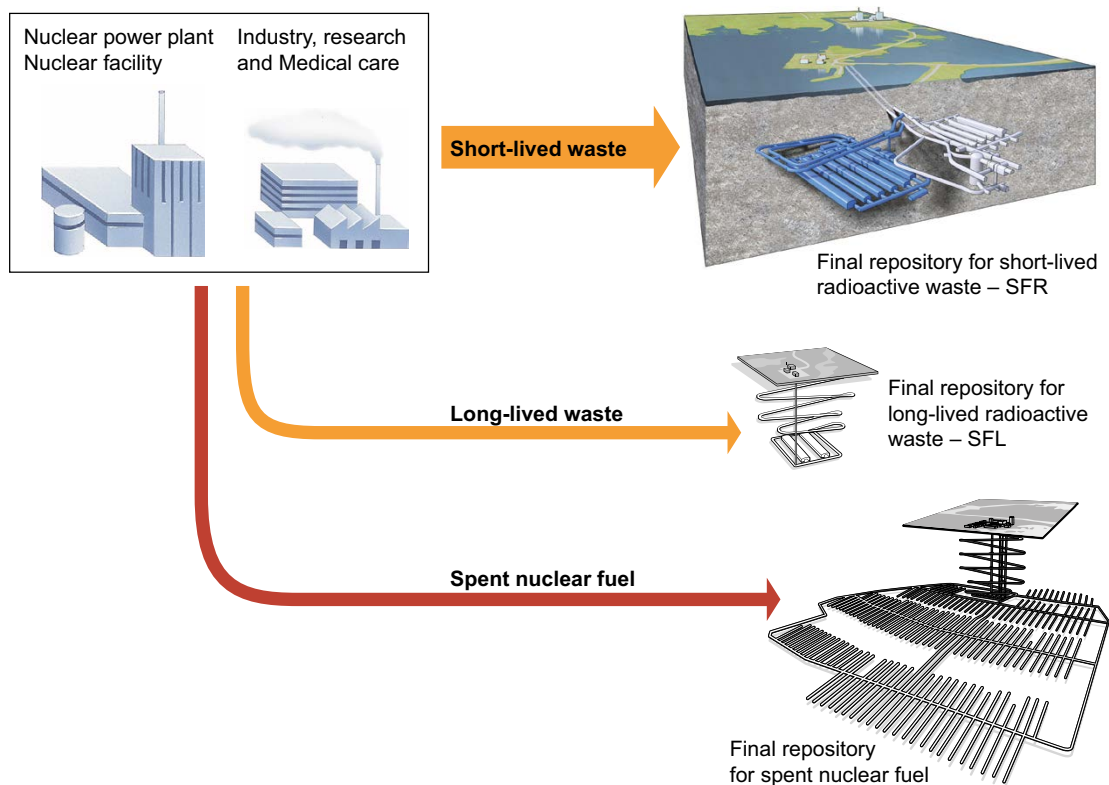 Nuclear power plant
Nuclear facility
Industry, research
and Medical care
Short-lived waste
Final repository for short-lived
radioactive waste – SFR
Long-lived waste
Final repository for
long-lived radioactive
waste – SFL
Spent nuclear fuel
Final repository
for spent nuclear fuel